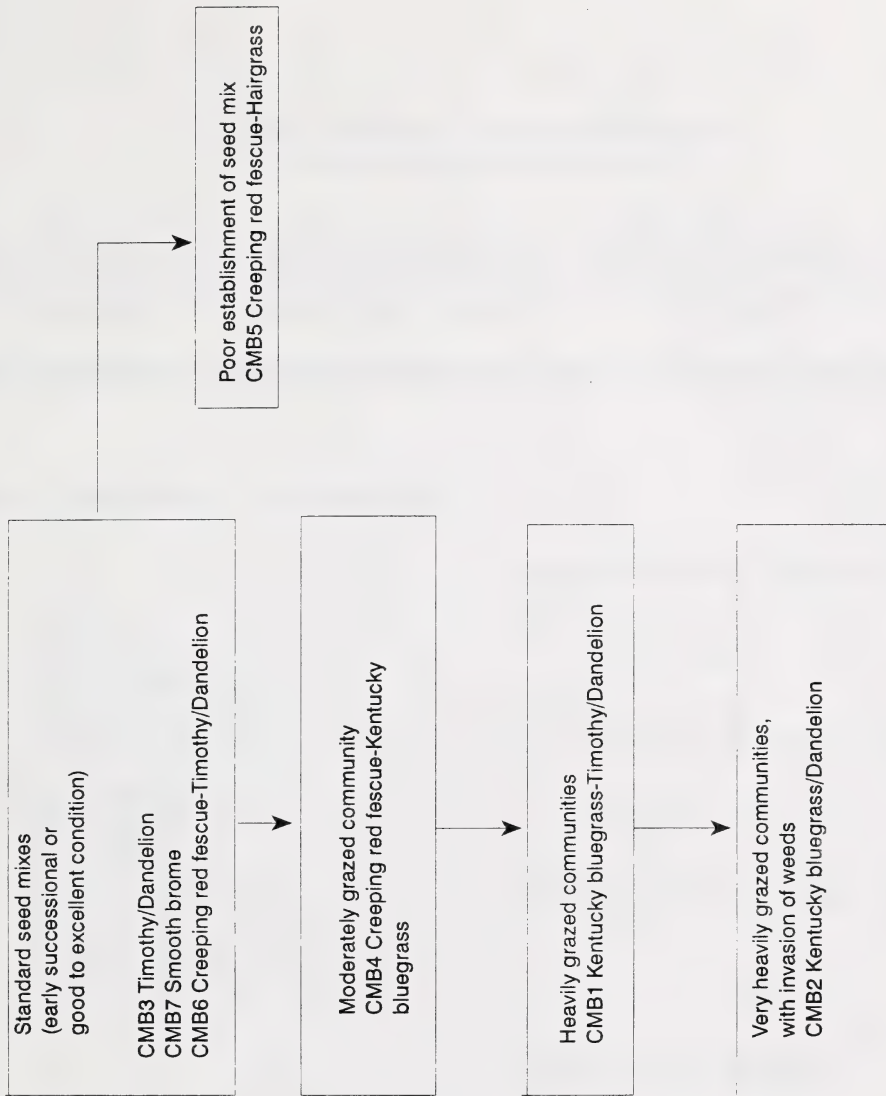 Standard seed mixes
(early successional or
good to excellent condition)
CMB3 Timothy/Dandelion
CMB7 Smooth brome
CMB6 Creeping red fescue-Timothy/Dandelion
Poor establishment of seed mix
CMB5 Creeping red fescue-Hairgrass
Moderately grazed community
CMB4 Creeping red fescue-Kentucky
bluegrass
Heavily grazed communities
CMB1 Kentucky bluegrass-Timothy/Dandelion
Very heavily grazed communities,
with invasion of weeds
CMB2 Kentucky bluegrass/Dandelion